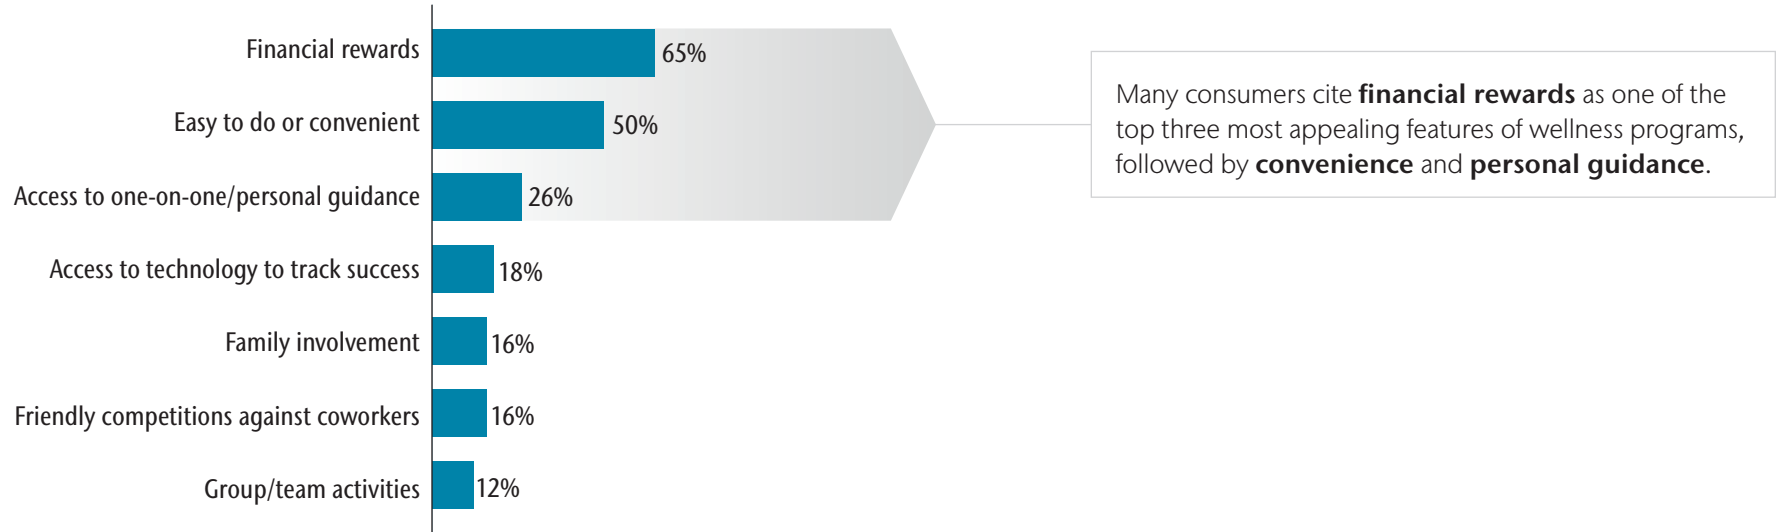 Financial rewards 65%
Easy to do or convenient 50%
Access to one-on-one/personal guidance 26%
Access to technology to track success 18%
Family involvement 16%
Friendly competitions against coworkers 16%
Group/team activities 12%
Many consumers cite financial rewards as one of the
top three most appealing features of wellness programs,
followed by convenience and personal guidance.